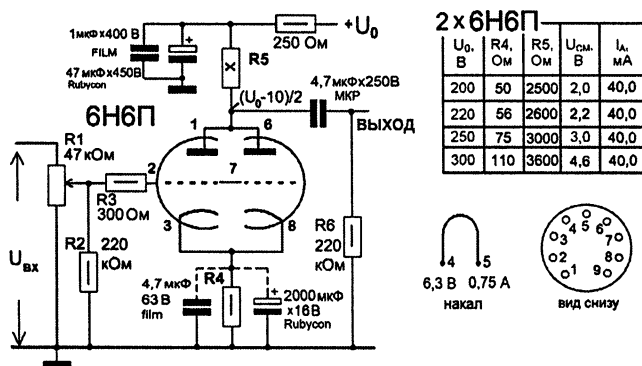 1мкФ×400 В
FILM
+
47 мкФ×450В
Rubycon
250 Ом
+U₀
R5
×
4,7мкФ×250В
МКР
(U₀-10)/2
ВЫХОД
6Н6П
1
6
R1
47 кОм
2
7
R3
300 Ом
3
8
Uвх
R2
220
кОм
R6
220
кОм
4,7мкФ
63В
film
R4
+
2000мкФ
×16В
Rubycon
2 х 6Н6П
U₀, В R4, Ом R5, Ом Uсм, В Iа, мА
200 50 2500 2,0 40,0
220 56 2600 2,2 40,0
250 75 3000 3,0 40,0
300 110 3600 4,6 40,0
4 5
6,3 В 0,75 А
накал
1 2 3 4 5 6 7 8 9
вид снизу